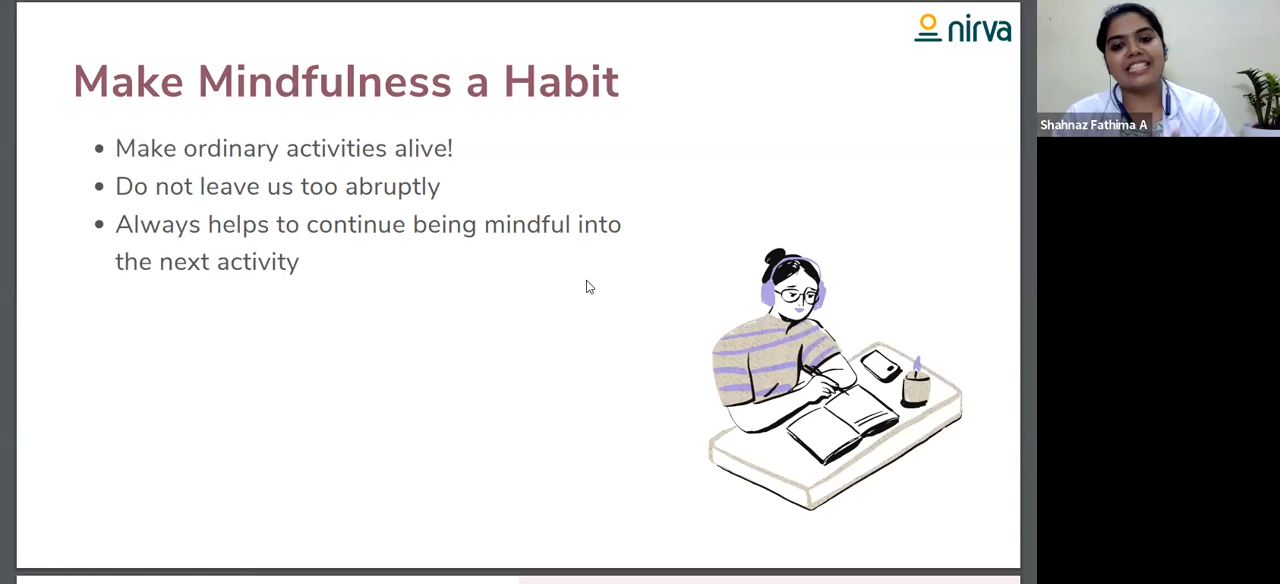 nirva
Make Mindfulness a Habit
Make ordinary activities alive!
Do not leave us too abruptly
Always helps to continue being mindful into
the next activity
Shahnaz Fathima A